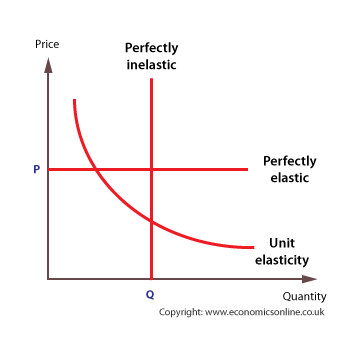 Price
Perfectly
inelastic
P
Perfectly
elastic
Unit
elasticity
Q
Quantity
Copyright: www.economicsonline.co.uk